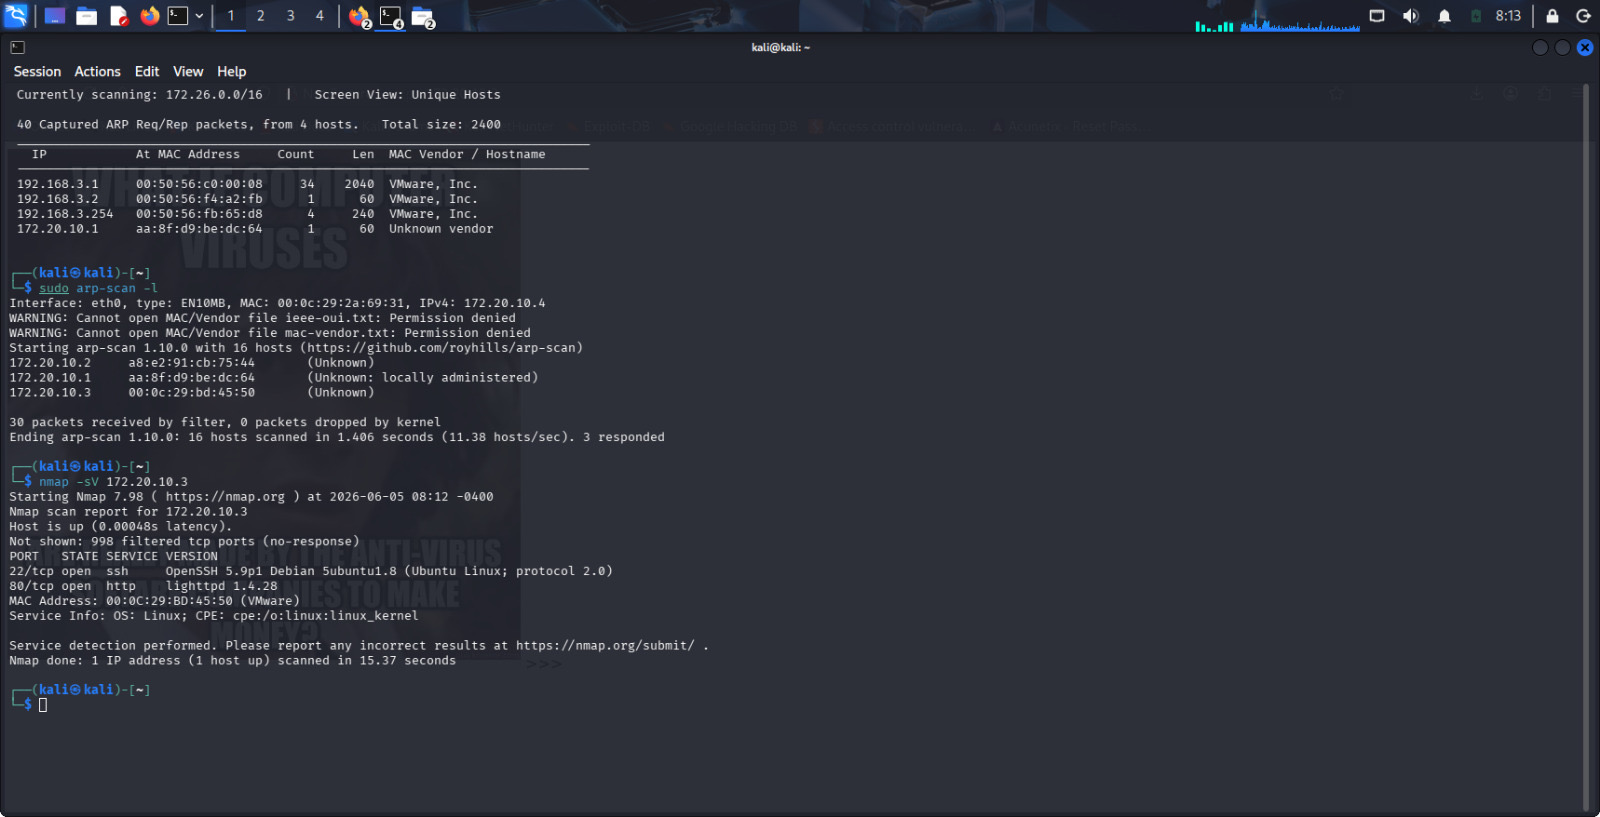 1 2 3 4 2 4 2 8:13
kali@kali: ~
Session Actions Edit View Help
Currently scanning: 172.26.0.0/16 | Screen View: Unique Hosts
40 Captured ARP Req/Rep packets, from 4 hosts. Total size: 2400
IP At MAC Address Count Len MAC Vendor / Hostname
192.168.3.1 00:50:56:c0:00:08 34 2040 VMware, Inc.
192.168.3.2 00:50:56:f4:a2:fb 1 60 VMware, Inc.
192.168.3.254 00:50:56:fb:65:d8 4 240 VMware, Inc.
172.20.10.1 aa:8f:d9:be:dc:64 1 60 Unknown vendor
WHAT IF COMPUTER
VIRUSES
┌──(kali㉿kali)-[~]
└─$ sudo arp-scan -l
Interface: eth0, type: EN10MB, MAC: 00:0c:29:2a:69:31, IPv4: 172.20.10.4
WARNING: Cannot open MAC/Vendor file ieee-oui.txt: Permission denied
WARNING: Cannot open MAC/Vendor file mac-vendor.txt: Permission denied
Starting arp-scan 1.10.0 with 16 hosts (https://github.com/royhills/arp-scan)
172.20.10.2 a8:e2:91:cb:75:44 (Unknown)
172.20.10.1 aa:8f:d9:be:dc:64 (Unknown: locally administered)
172.20.10.3 00:0c:29:bd:45:50 (Unknown)
30 packets received by filter, 0 packets dropped by kernel
Ending arp-scan 1.10.0: 16 hosts scanned in 1.406 seconds (11.38 hosts/sec). 3 responded
┌──(kali㉿kali)-[~]
└─$ nmap -sV 172.20.10.3
Starting Nmap 7.98 ( https://nmap.org ) at 2026-06-05 08:12 -0400
Nmap scan report for 172.20.10.3
Host is up (0.00048s latency).
Not shown: 998 filtered tcp ports (no-response)
PORT STATE SERVICE VERSION
22/tcp open ssh OpenSSH 5.9p1 Debian 5ubuntu1.8 (Ubuntu Linux; protocol 2.0)
80/tcp open http lighttpd 1.4.28
MAC Address: 00:0C:29:BD:45:50 (VMware)
Service Info: OS: Linux; CPE: cpe:/o:linux:linux_kernel
BY THE ANTI-VIRUS
TO MAKE
MONEY?
Service detection performed. Please report any incorrect results at https://nmap.org/submit/ .
Nmap done: 1 IP address (1 host up) scanned in 15.37 seconds
>>>
┌──(kali㉿kali)-[~]
└─$